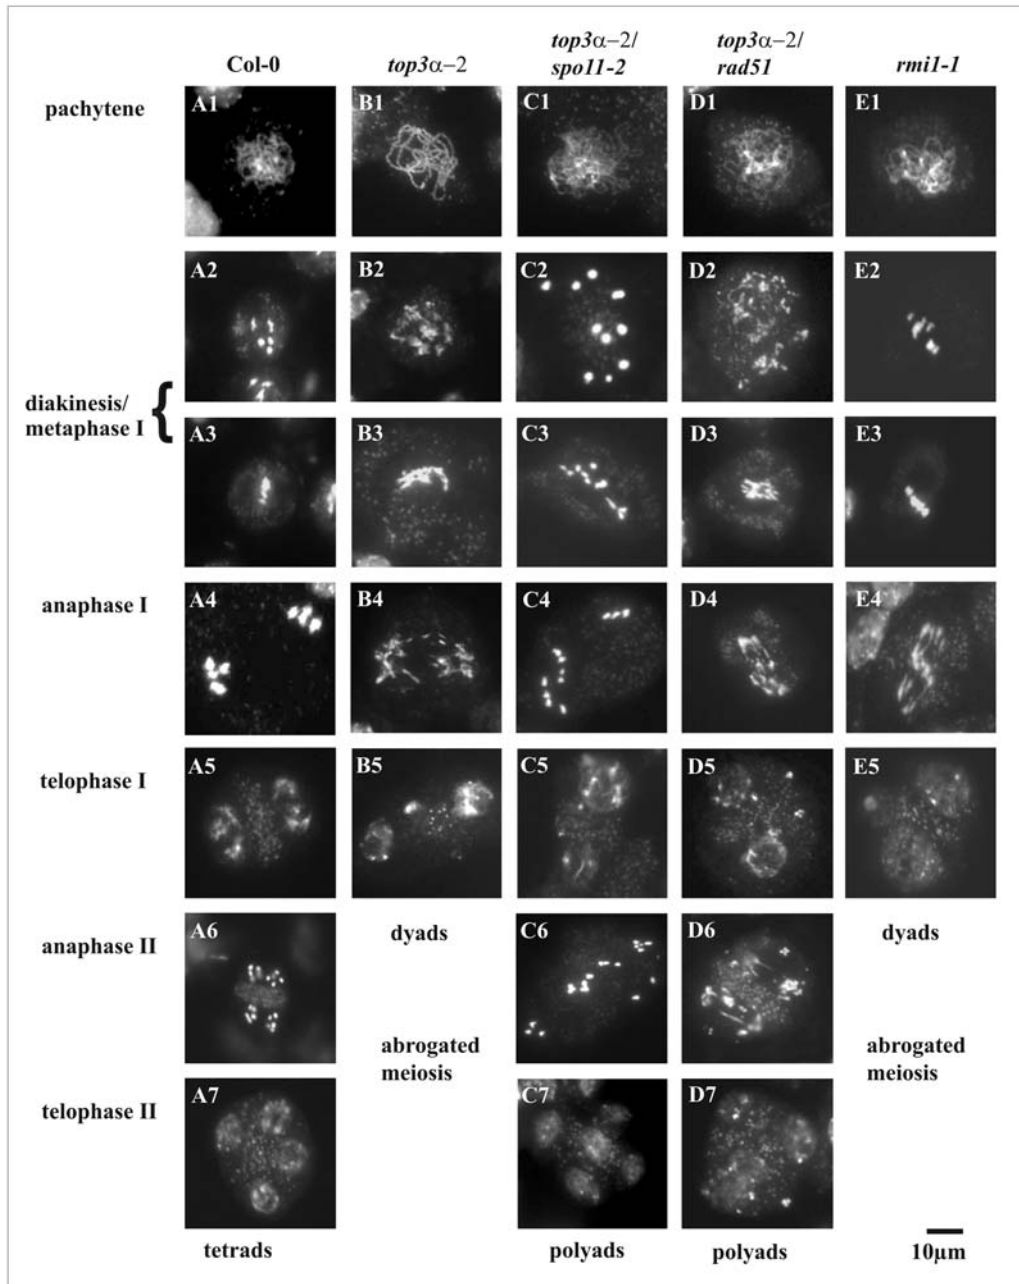 top3α−2/ top3α−2/
Col-0 top3α−2 spo11-2 rad51 rmi1-1
pachytene A1 B1 C1 D1 E1
A2 B2 C2 D2 E2
diakinesis/
metaphase I {
A3 B3 C3 D3 E3
anaphase I A4 B4 C4 D4 E4
telophase I A5 B5 C5 D5 E5
anaphase II A6 dyads C6 D6 dyads
abrogated abrogated
meiosis meiosis
telophase II A7 C7 D7
tetrads polyads polyads 10µm